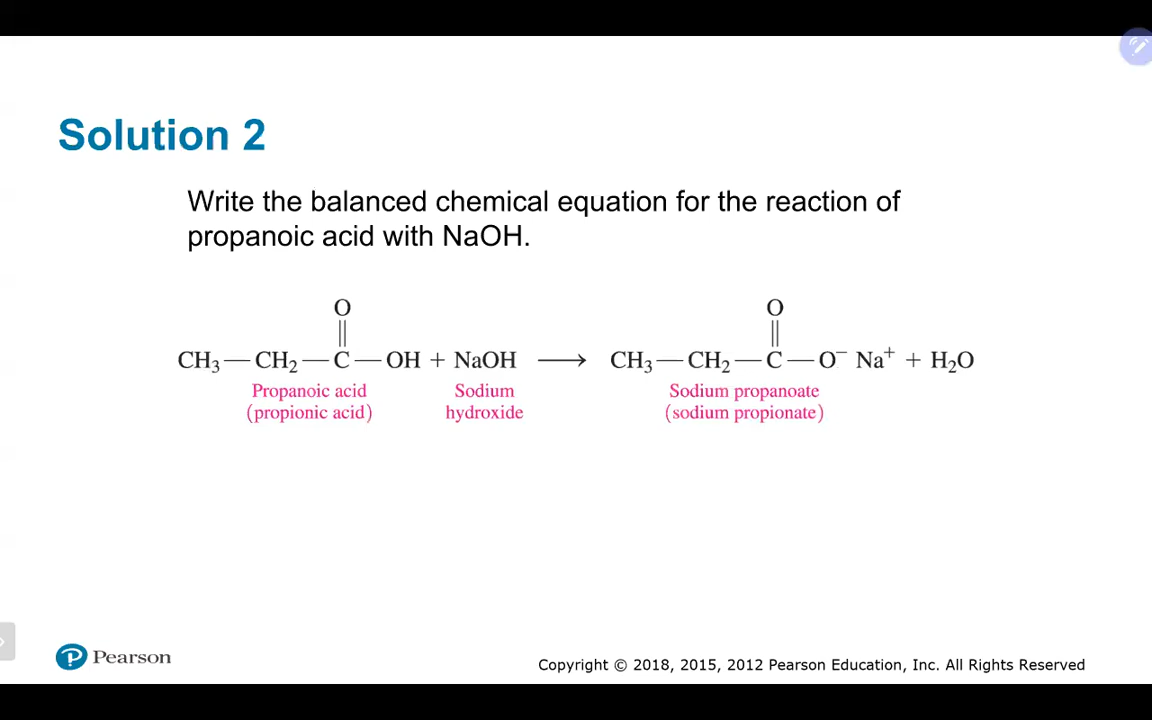 Solution 2
Write the balanced chemical equation for the reaction of
propanoic acid with NaOH.
O O
CH₃—CH₂—C—OH + NaOH ⟶ CH₃—CH₂—C—O⁻ Na⁺ + H₂O
Propanoic acid Sodium Sodium propanoate
(propionic acid) hydroxide (sodium propionate)
Pearson
Copyright © 2018, 2015, 2012 Pearson Education, Inc. All Rights Reserved